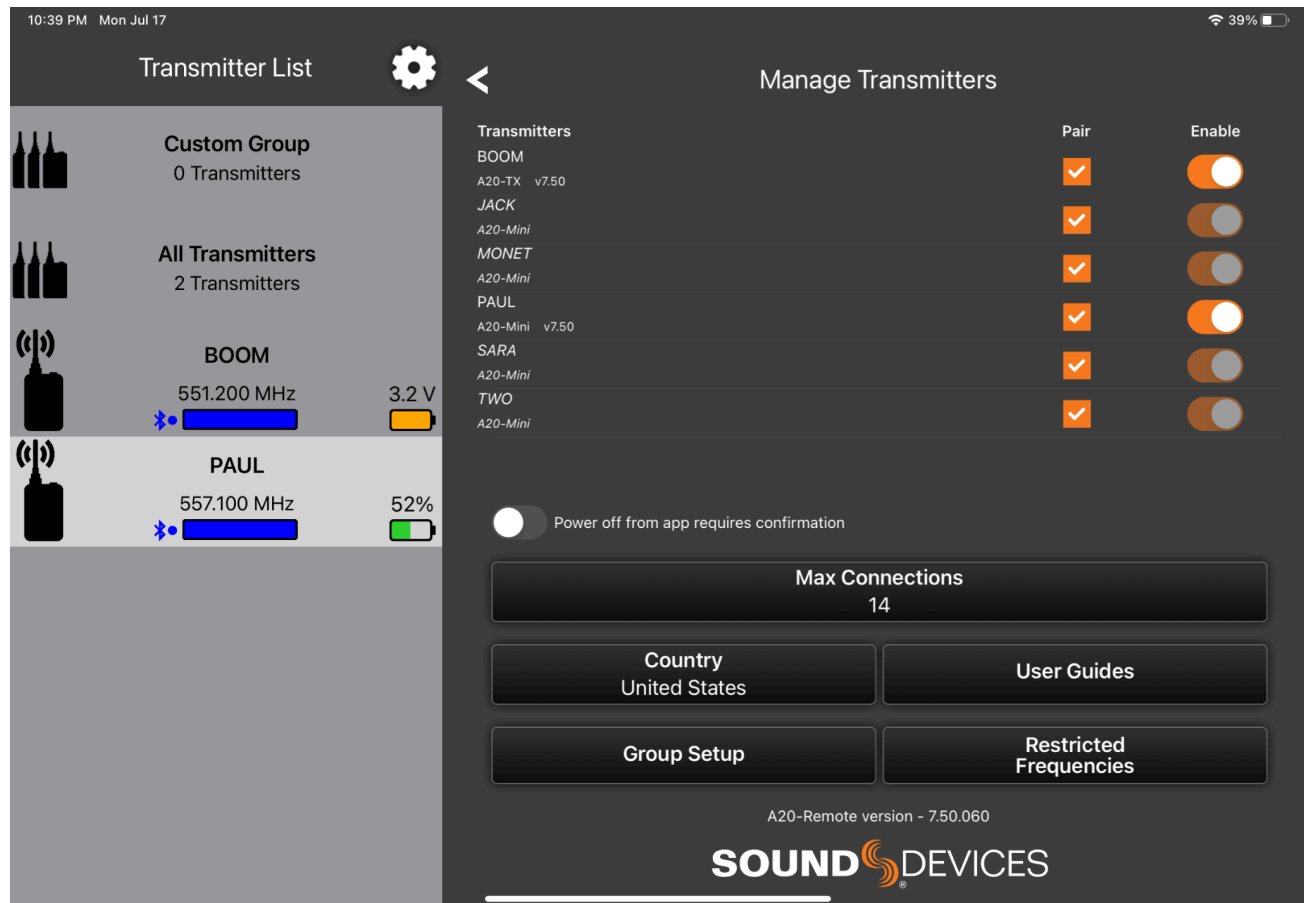 10:39 PM Mon Jul 17
39%
Transmitter List
Custom Group
0 Transmitters
All Transmitters
2 Transmitters
BOOM
551.200 MHz
3.2 V
PAUL
557.100 MHz
52%
Manage Transmitters
Transmitters Pair Enable
BOOM
A20-TX v7.50
JACK
A20-Mini
MONET
A20-Mini
PAUL
A20-Mini v7.50
SARA
A20-Mini
TWO
A20-Mini
Power off from app requires confirmation
Max Connections
14
Country
United States
User Guides
Group Setup
Restricted
Frequencies
A20-Remote version - 7.50.060
SOUND DEVICES
®